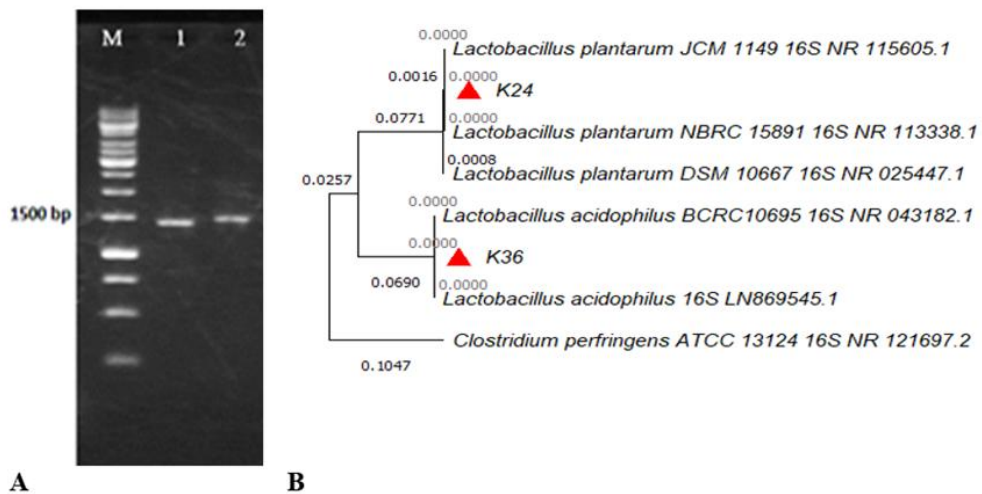 M 1 2
1500 bp
A
0.0000
Lactobacillus plantarum JCM 1149 16S NR 115605.1
0.0016
0.0000
K24
0.0771
0.0000
Lactobacillus plantarum NBRC 15891 16S NR 113338.1
0.0008
Lactobacillus plantarum DSM 10667 16S NR 025447.1
0.0257
0.0000
Lactobacillus acidophilus BCRC10695 16S NR 043182.1
0.0000
K36
0.0690
0.0000
Lactobacillus acidophilus 16S LN869545.1
Clostridium perfringens ATCC 13124 16S NR 121697.2
0.1047
B